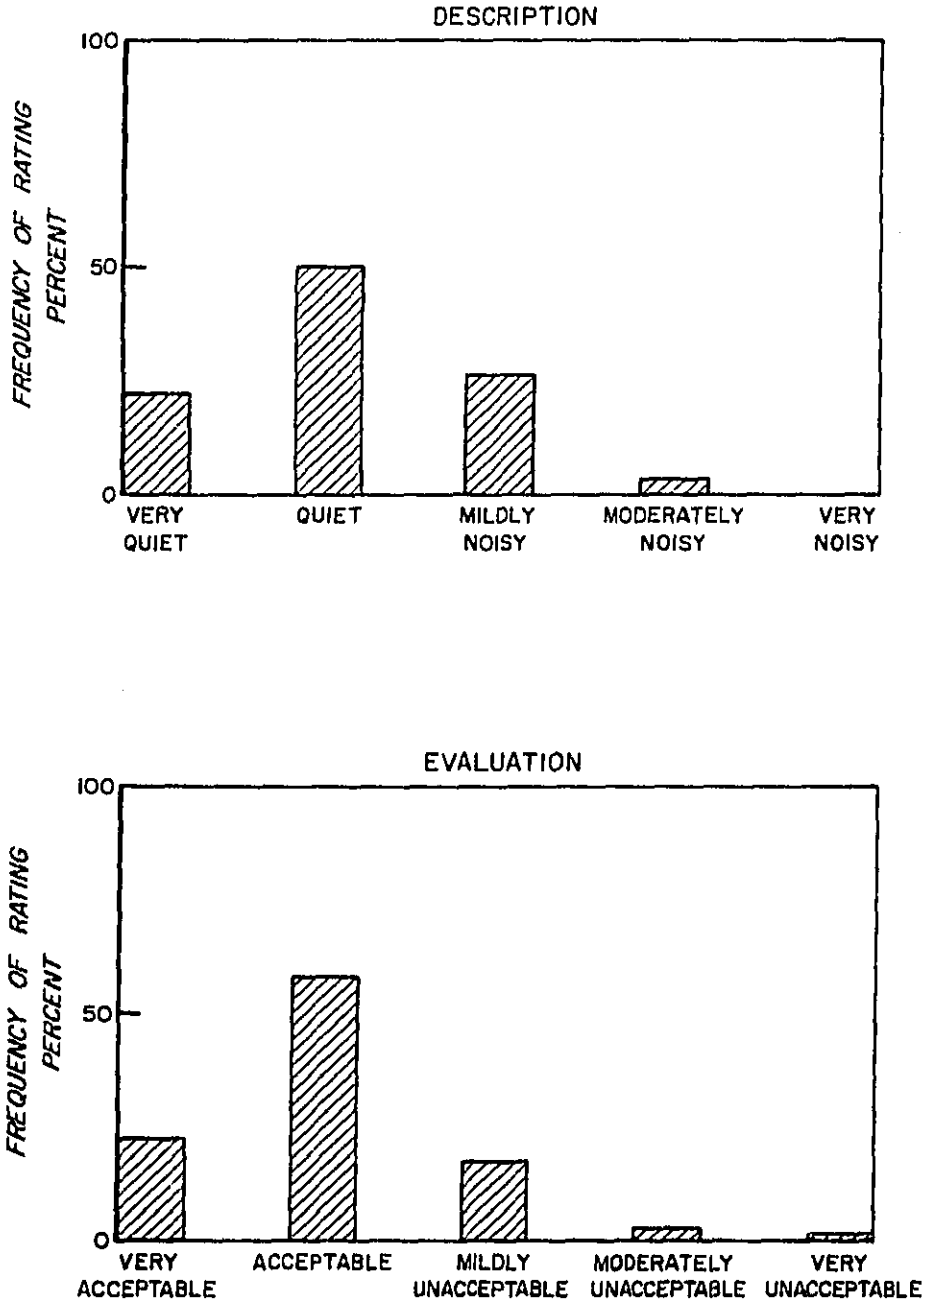 DESCRIPTION
FREQUENCY OF RATING
PERCENT
100
50
0
VERY
QUIET
QUIET
MILDLY
NOISY
MODERATELY
NOISY
VERY
NOISY
EVALUATION
FREQUENCY OF RATING
PERCENT
100
50
0
VERY
ACCEPTABLE
ACCEPTABLE
MILDLY
UNACCEPTABLE
MODERATELY
UNACCEPTABLE
VERY
UNACCEPTABLE